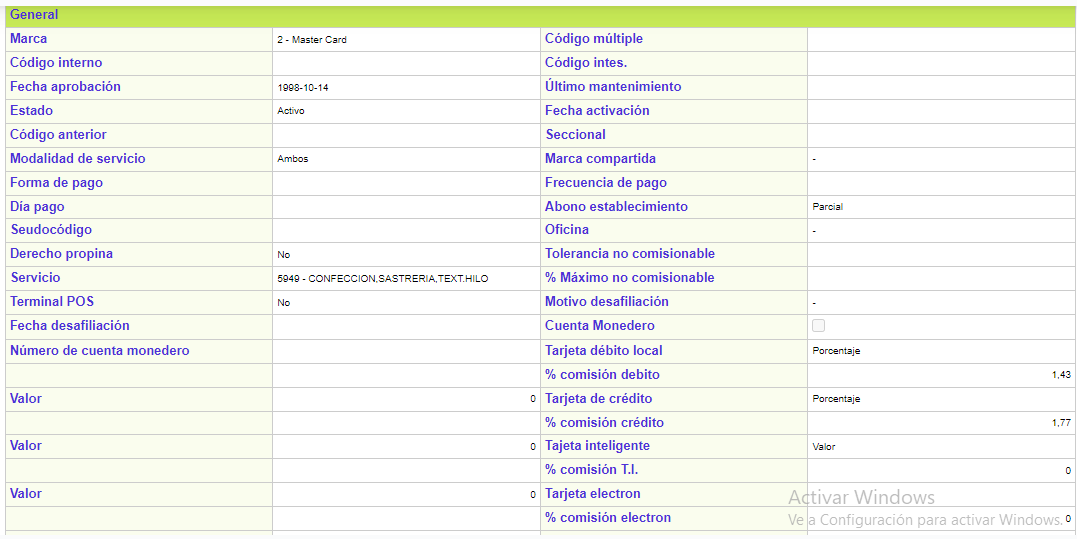 General
Marca 2 - Master Card Código múltiple
Código interno Código intes.
Fecha aprobación 1998-10-14 Último mantenimiento
Estado Activo Fecha activación
Código anterior Seccional
Modalidad de servicio Ambos Marca compartida -
Forma de pago Frecuencia de pago
Día pago Abono establecimiento Parcial
Seudocódigo Oficina -
Derecho propina No Tolerancia no comisionable
Servicio 5949 - CONFECCION,SASTRERIA,TEXT.HILO % Máximo no comisionable
Terminal POS No Motivo desafiliación -
Fecha desafiliación Cuenta Monedero
Número de cuenta monedero Tarjeta débito local Porcentaje
% comisión debito 1,43
Valor 0 Tarjeta de crédito Porcentaje
% comisión crédito 1,77
Valor 0 Tajeta inteligente Valor
% comisión T.I. 0
Valor 0 Tarjeta electron
Activar Windows
% comisión electron 0
Ve a Configuración para activar Windows.